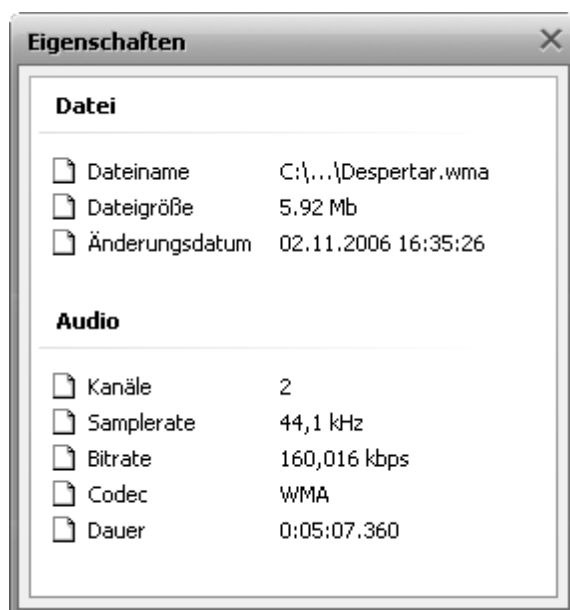 Eigenschaften
Datei
Dateiname C:\...\Despertar.wma
Dateigröße 5.92 Mb
Änderungsdatum 02.11.2006 16:35:26
Audio
Kanäle 2
Samplerate 44,1 kHz
Bitrate 160,016 kbps
Codec WMA
Dauer 0:05:07.360